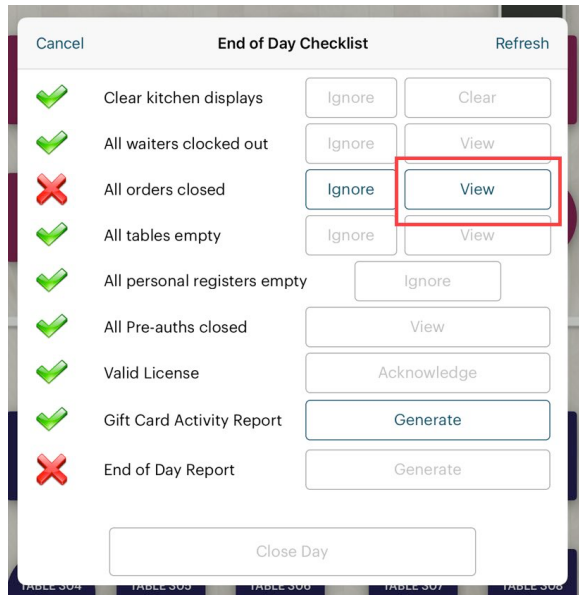 Cancel End of Day Checklist Refresh
Clear kitchen displays Ignore Clear
All waiters clocked out Ignore View
All orders closed Ignore View
All tables empty Ignore View
All personal registers empty Ignore
All Pre-auths closed View
Valid License Acknowledge
Gift Card Activity Report Generate
End of Day Report Generate
Close Day
TABLE 304 TABLE 305 TABLE 306 TABLE 307 TABLE 308